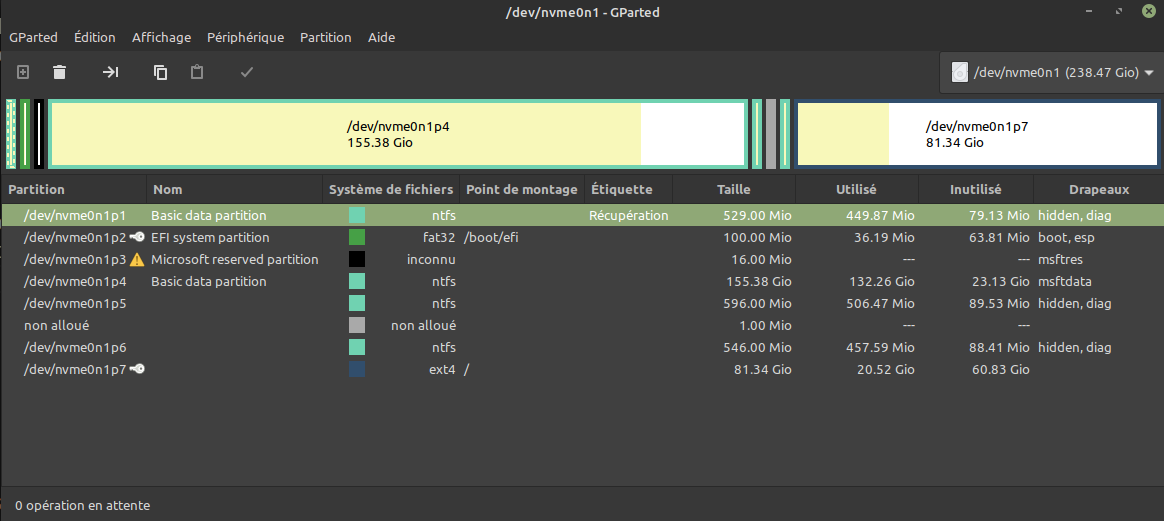 /dev/nvme0n1 - GParted
GParted Édition Affichage Périphérique Partition Aide
/dev/nvme0n1 (238.47 Gio)
/dev/nvme0n1p4
155.38 Gio
/dev/nvme0n1p7
81.34 Gio
Partition Nom Système de fichiers Point de montage Étiquette Taille Utilisé Inutilisé Drapeaux
/dev/nvme0n1p1 Basic data partition ntfs Récupération 529.00 Mio 449.87 Mio 79.13 Mio hidden, diag
/dev/nvme0n1p2 EFI system partition fat32 /boot/efi 100.00 Mio 36.19 Mio 63.81 Mio boot, esp
/dev/nvme0n1p3 Microsoft reserved partition inconnu 16.00 Mio --- --- msftres
/dev/nvme0n1p4 Basic data partition ntfs 155.38 Gio 132.26 Gio 23.13 Gio msftdata
/dev/nvme0n1p5 ntfs 596.00 Mio 506.47 Mio 89.53 Mio hidden, diag
non alloué non alloué 1.00 Mio --- ---
/dev/nvme0n1p6 ntfs 546.00 Mio 457.59 Mio 88.41 Mio hidden, diag
/dev/nvme0n1p7 ext4 / 81.34 Gio 20.52 Gio 60.83 Gio
0 opération en attente